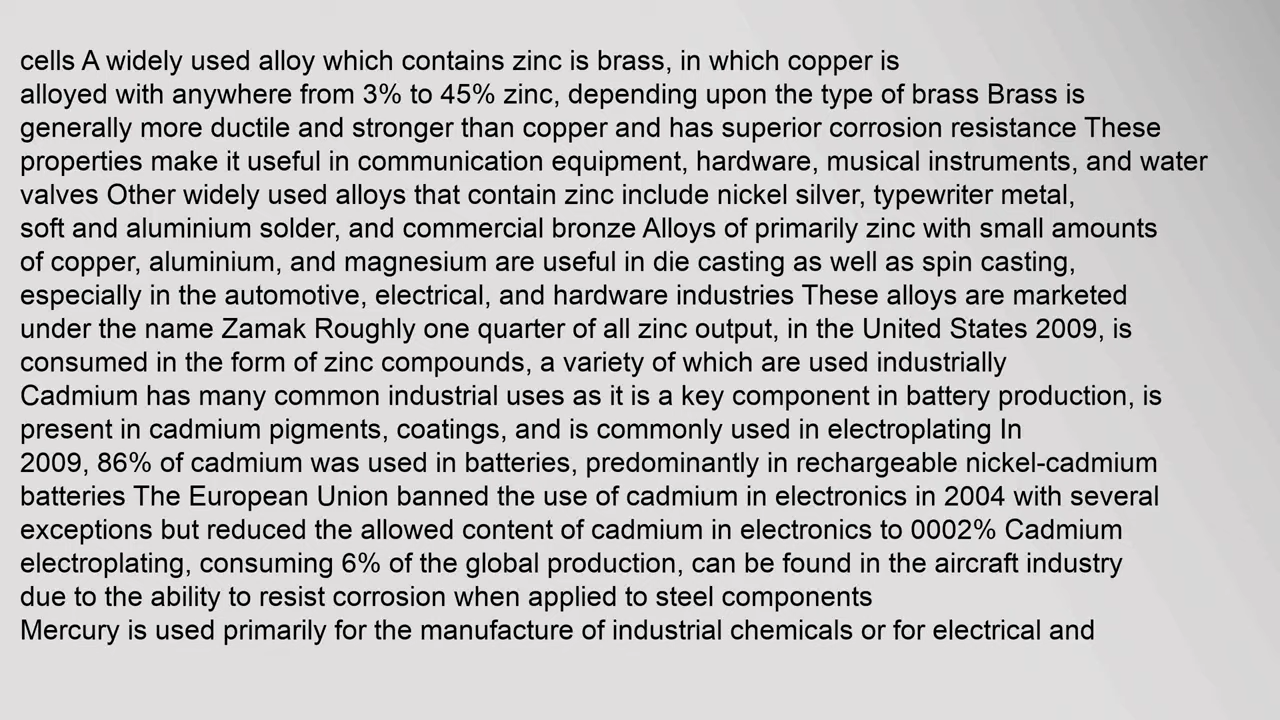 cells A widely used alloy which contains zinc is brass, in which copper is
alloyed with anywhere from 3% to 45% zinc, depending upon the type of brass Brass is
generally more ductile and stronger than copper and has superior corrosion resistance These
properties make it useful in communication equipment, hardware, musical instruments, and water
valves Other widely used alloys that contain zinc include nickel silver, typewriter metal,
soft and aluminium solder, and commercial bronze Alloys of primarily zinc with small amounts
of copper, aluminium, and magnesium are useful in die casting as well as spin casting,
especially in the automotive, electrical, and hardware industries These alloys are marketed
under the name Zamak Roughly one quarter of all zinc output, in the United States 2009, is
consumed in the form of zinc compounds, a variety of which are used industrially
Cadmium has many common industrial uses as it is a key component in battery production, is
present in cadmium pigments, coatings, and is commonly used in electroplating In
2009, 86% of cadmium was used in batteries, predominantly in rechargeable nickel-cadmium
batteries The European Union banned the use of cadmium in electronics in 2004 with several
exceptions but reduced the allowed content of cadmium in electronics to 0002% Cadmium
electroplating, consuming 6% of the global production, can be found in the aircraft industry
due to the ability to resist corrosion when applied to steel components
Mercury is used primarily for the manufacture of industrial chemicals or for electrical and